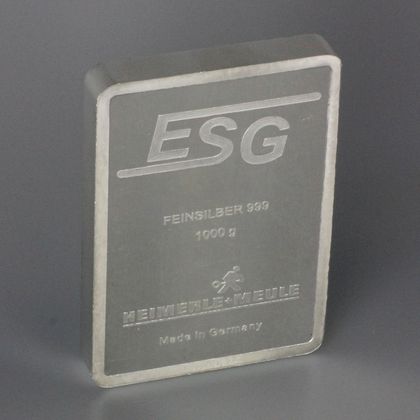 ESG
FEINSILBER 999
1000 g
HEIMERLE+MEULE
Made in Germany